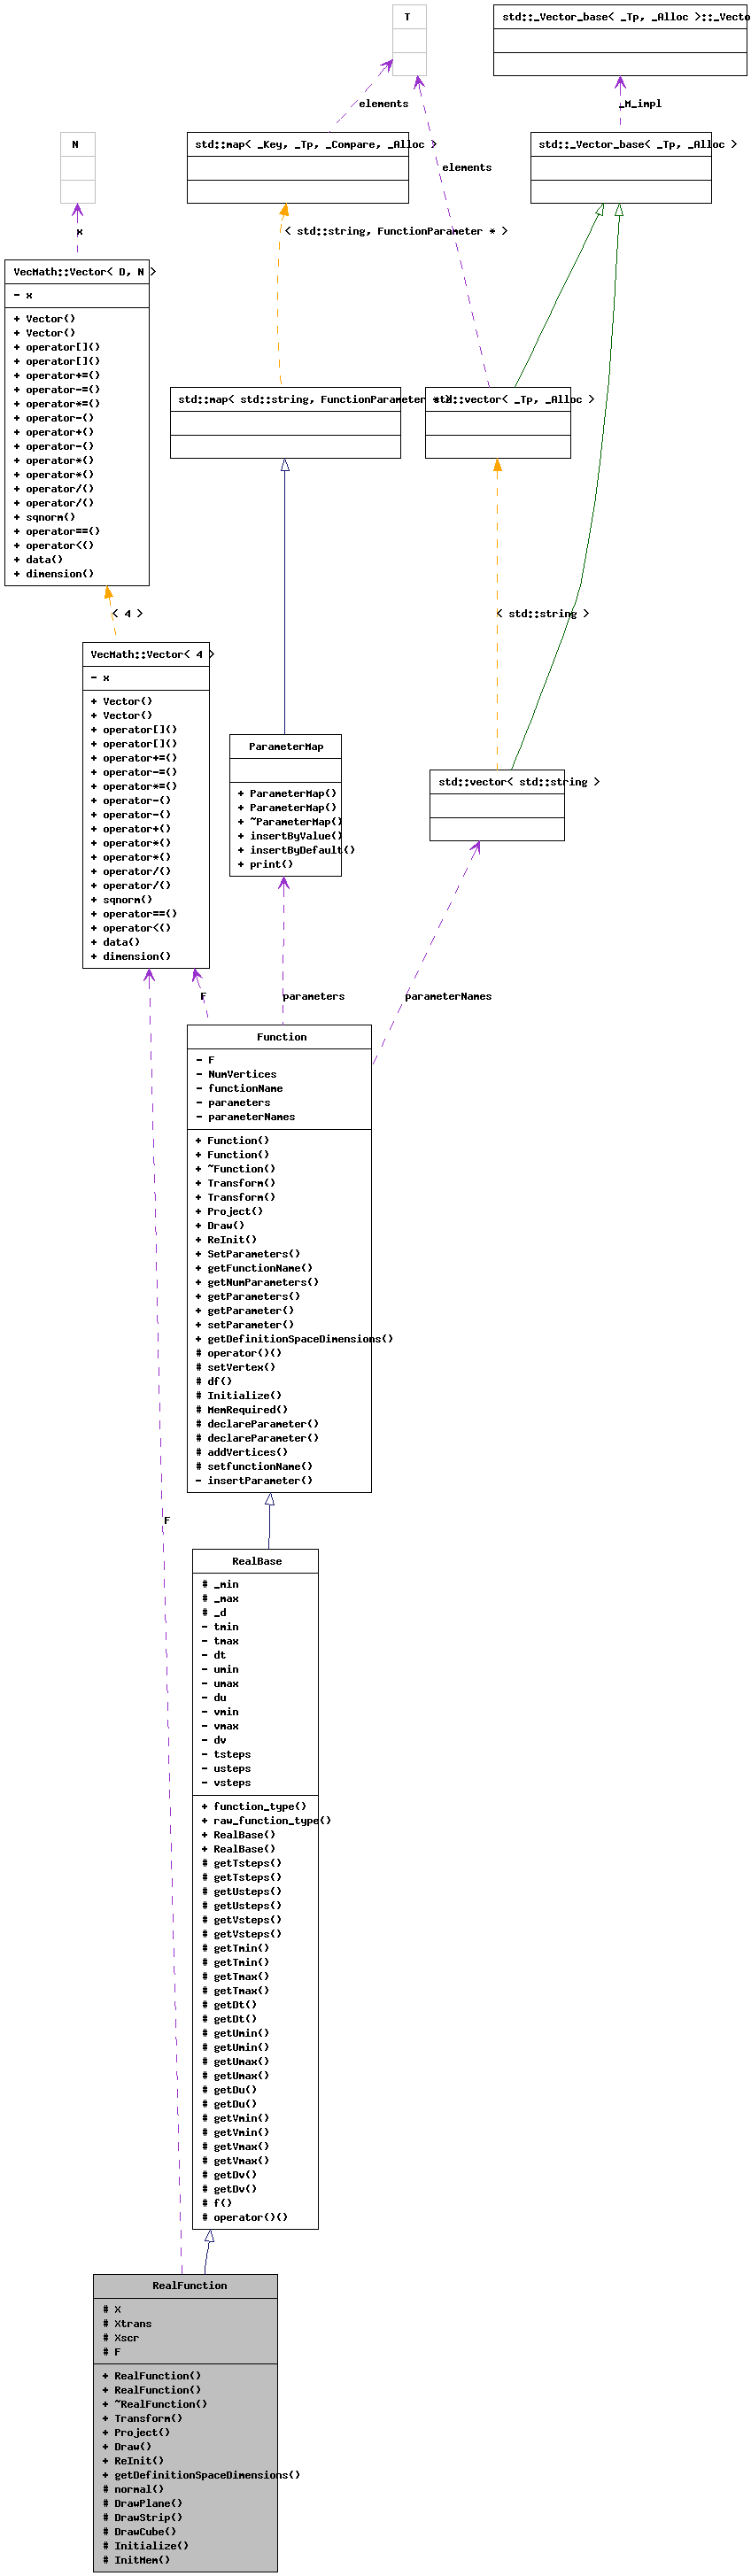 T
std::_Vector_base< _Tp, _Alloc >::_Vecto
elements
_M_impl
N
std::map< _Key, _Tp, _Compare, _Alloc >
std::_Vector_base< _Tp, _Alloc >
elements
x
< std::string, FunctionParameter * >
VecMath::Vector< D, N >
- x
+ Vector()
+ Vector()
+ operator[]()
+ operator[]()
+ operator+=()
+ operator-=()
+ operator*=()
+ operator-()
+ operator+()
+ operator-()
+ operator*()
+ operator*()
+ operator/()
+ operator/()
+ sqnorm()
+ operator==()
+ operator<()
+ data()
+ dimension()
std::map< std::string, FunctionParameter * >
std::vector< _Tp, _Alloc >
< 4 >
< std::string >
VecMath::Vector< 4 >
- x
+ Vector()
+ Vector()
+ operator[]()
+ operator[]()
+ operator+=()
+ operator-=()
+ operator*=()
+ operator-()
+ operator-()
+ operator+()
+ operator*()
+ operator*()
+ operator/()
+ operator/()
+ sqnorm()
+ operator==()
+ operator<()
+ data()
+ dimension()
ParameterMap
+ ParameterMap()
+ ParameterMap()
+ ~ParameterMap()
+ insertByValue()
+ insertByDefault()
+ print()
std::vector< std::string >
F
parameters
parameterNames
Function
- F
- NumVertices
- functionName
- parameters
- parameterNames
+ Function()
+ Function()
+ ~Function()
+ Transform()
+ Transform()
+ Project()
+ Draw()
+ ReInit()
+ SetParameters()
+ getFunctionName()
+ getNumParameters()
+ getParameters()
+ getParameter()
+ setParameter()
+ getDefinitionSpaceDimensions()
# operator()()
# setVertex()
# df()
# Initialize()
# MemRequired()
# declareParameter()
# declareParameter()
# addVertices()
# setfunctionName()
- insertParameter()
F
RealBase
# _min
# _max
# _d
- tmin
- tmax
- dt
- umin
- umax
- du
- vmin
- vmax
- dv
- tsteps
- usteps
- vsteps
+ function_type()
+ raw_function_type()
+ RealBase()
+ RealBase()
# getTsteps()
# getTsteps()
# getUsteps()
# getUsteps()
# getVsteps()
# getVsteps()
# getTmin()
# getTmin()
# getTmax()
# getTmax()
# getDt()
# getDt()
# getUmin()
# getUmin()
# getUmax()
# getUmax()
# getDu()
# getDu()
# getVmin()
# getVmin()
# getVmax()
# getVmax()
# getDv()
# getDv()
# f()
# operator()()
RealFunction
# X
# Xtrans
# Xscr
# F
+ RealFunction()
+ RealFunction()
+ ~RealFunction()
+ Transform()
+ Project()
+ Draw()
+ ReInit()
+ getDefinitionSpaceDimensions()
# normal()
# DrawPlane()
# DrawStrip()
# DrawCube()
# Initialize()
# InitMem()